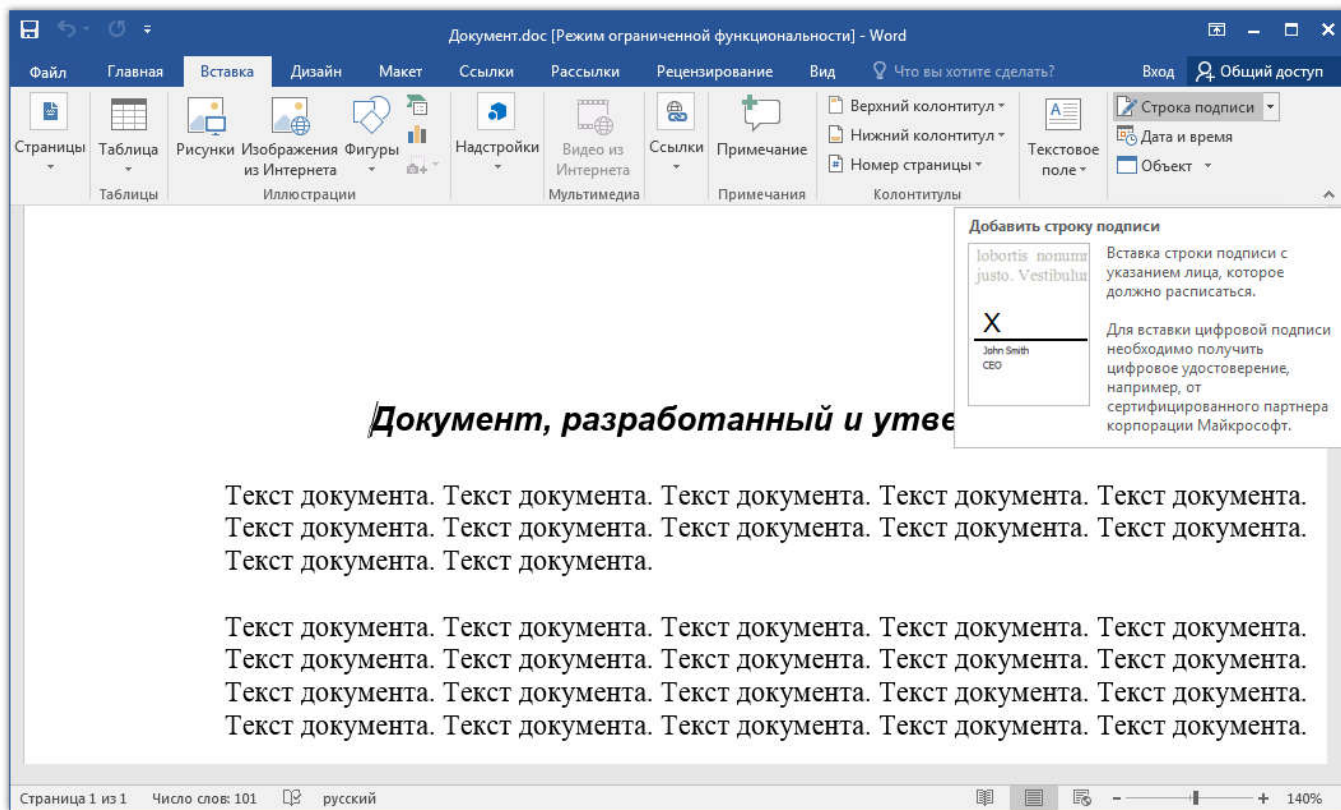 Документ.doc [Режим ограниченной функциональности] - Word
Файл Главная Вставка Дизайн Макет Ссылки Рассылки Рецензирование Вид Что вы хотите сделать? Вход Общий доступ
Страницы
Таблица
Таблицы
Рисунки
Изображения
из Интернета
Фигуры
Иллюстрации
Надстройки
Видео из
Интернета
Мультимедиа
Ссылки
Примечание
Примечания
Верхний колонтитул
Нижний колонтитул
Номер страницы
Колонтитулы
Текстовое
поле
Строка подписи
Дата и время
Объект
Добавить строку подписи
lobortis nonumm
justo. Vestibulu
X
John Smith
CEO
Вставка строки подписи с
указанием лица, которое
должно расписаться.
Для вставки цифровой подписи
необходимо получить
цифровое удостоверение,
например, от
сертифицированного партнера
корпорации Майкрософт.
Документ, разработанный и утве
Текст документа. Текст документа. Текст документа. Текст документа. Текст документа.
Текст документа. Текст документа. Текст документа. Текст документа. Текст документа.
Текст документа. Текст документа.
Текст документа. Текст документа. Текст документа. Текст документа. Текст документа.
Текст документа. Текст документа. Текст документа. Текст документа. Текст документа.
Текст документа. Текст документа. Текст документа. Текст документа. Текст документа.
Текст документа. Текст документа. Текст документа. Текст документа. Текст документа.
Страница 1 из 1 Число слов: 101 русский 140%